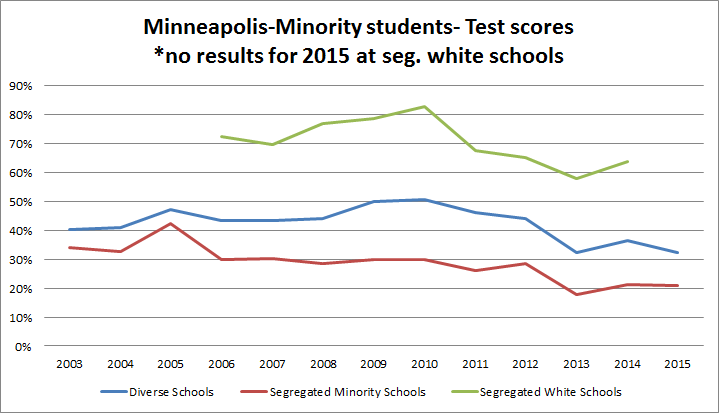 Minneapolis-Minority students- Test scores
*no results for 2015 at seg. white schools
90%
80%
70%
60%
50%
40%
30%
20%
10%
0%
2003 2004 2005 2006 2007 2008 2009 2010 2011 2012 2013 2014 2015
Diverse Schools Segregated Minority Schools Segregated White Schools